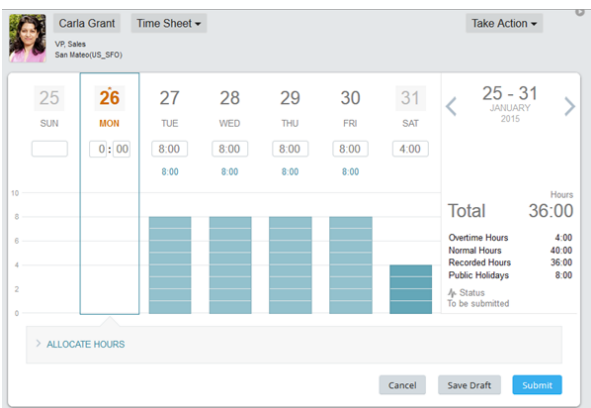 Carla Grant
Time Sheet
Take Action
VP, Sales
San Mateo(US_SFO)
25 26 27 28 29 30 31
SUN MON TUE WED THU FRI SAT
0 : 00 8:00 8:00 8:00 8:00 4:00
8:00 8:00 8:00 8:00
25 - 31
JANUARY
2015
10
8
6
4
2
0
Hours
Total 36:00
Overtime Hours 4:00
Normal Hours 40:00
Recorded Hours 36:00
Public Holidays 8:00
Status
To be submitted
ALLOCATE HOURS
Cancel Save Draft Submit